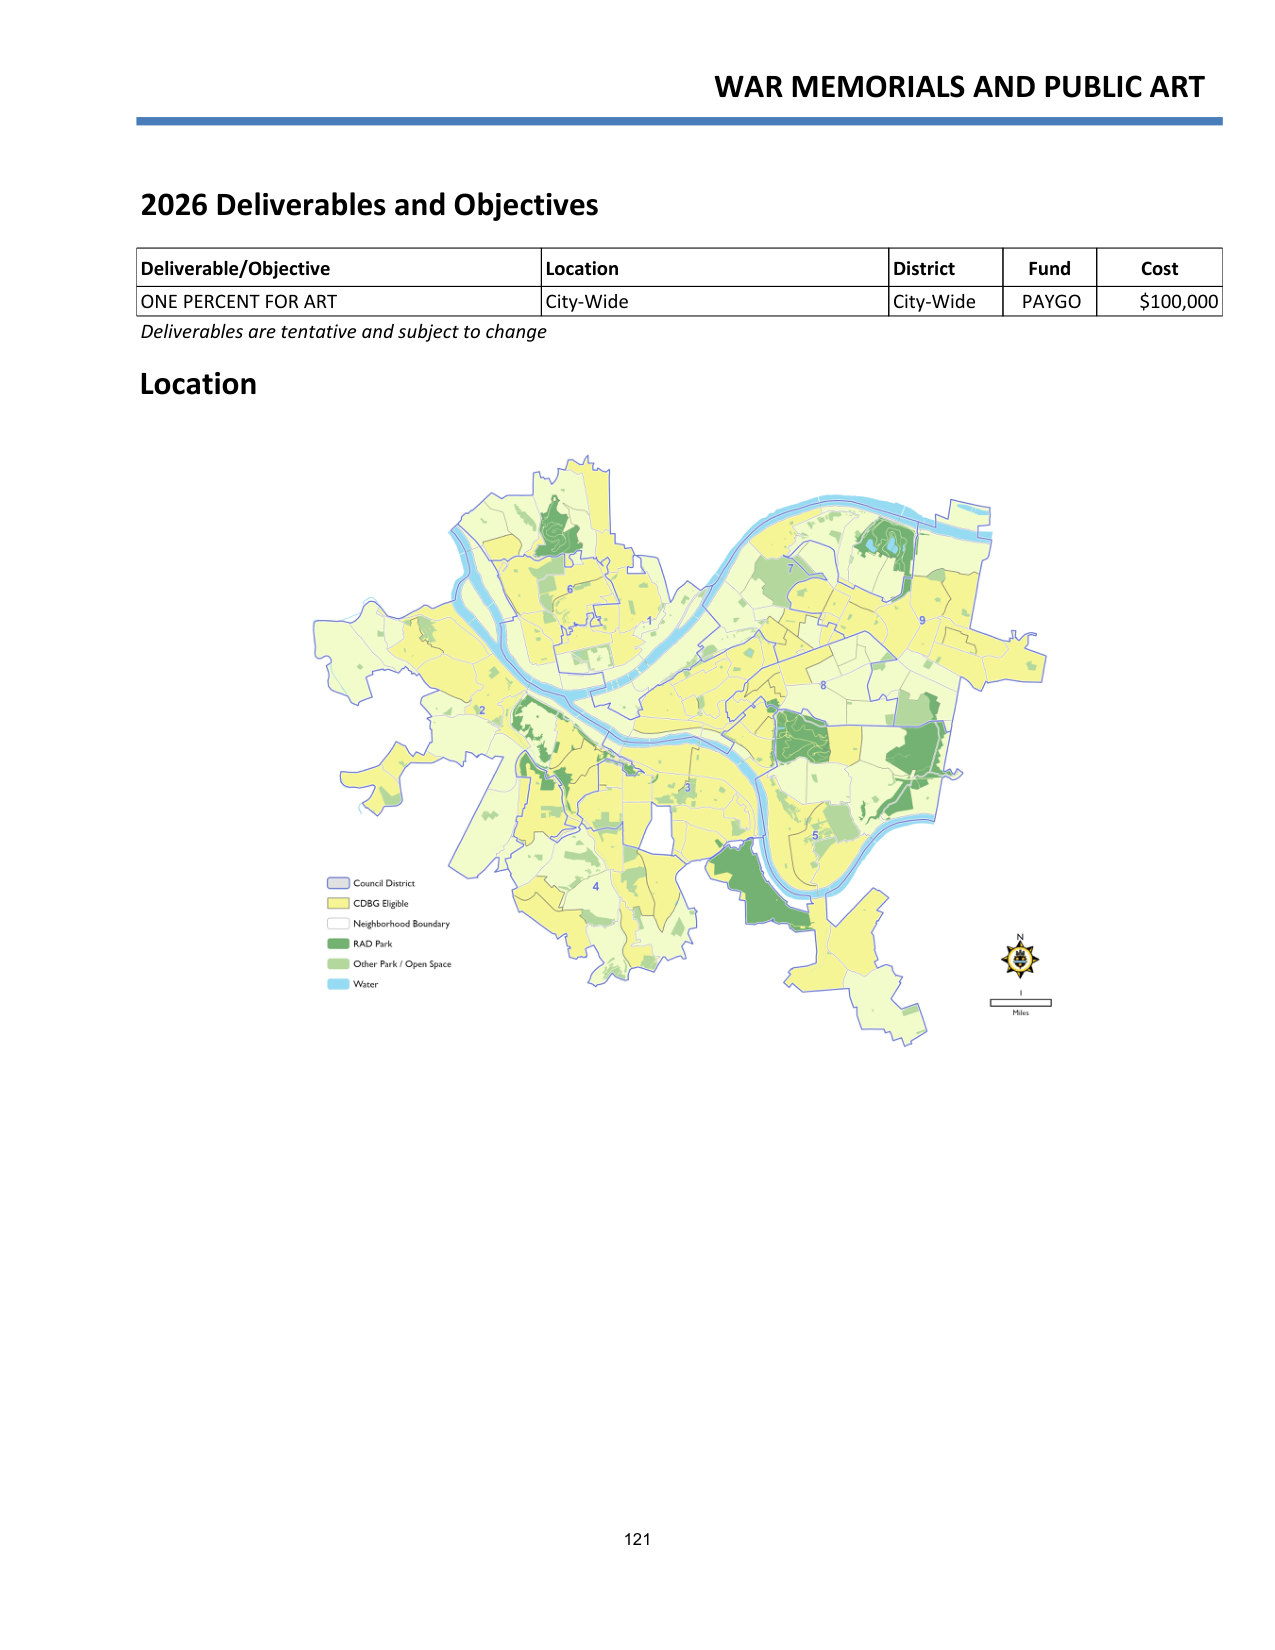 WAR MEMORIALS AND PUBLIC ART
2026 Deliverables and Objectives
Deliverable/Objective Location District Fund Cost
ONE PERCENT FOR ART City-Wide City-Wide PAYGO $100,000
Deliverables are tentative and subject to change
Location
7
6
1
9
8
2
3
5
4
Council District
CDBG Eligible
Neighborhood Boundary
RAD Park
Other Park / Open Space
Water
N
1
Miles
121